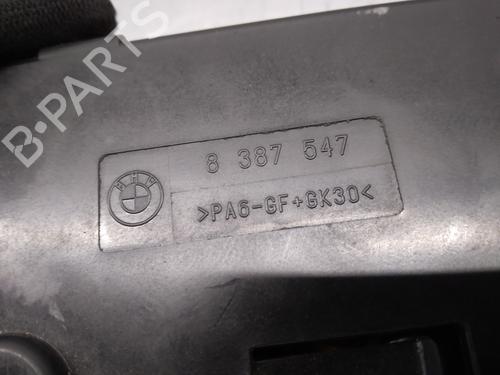 B-PARTS
8 387 547
BMW
>PA6-GF+GK30<